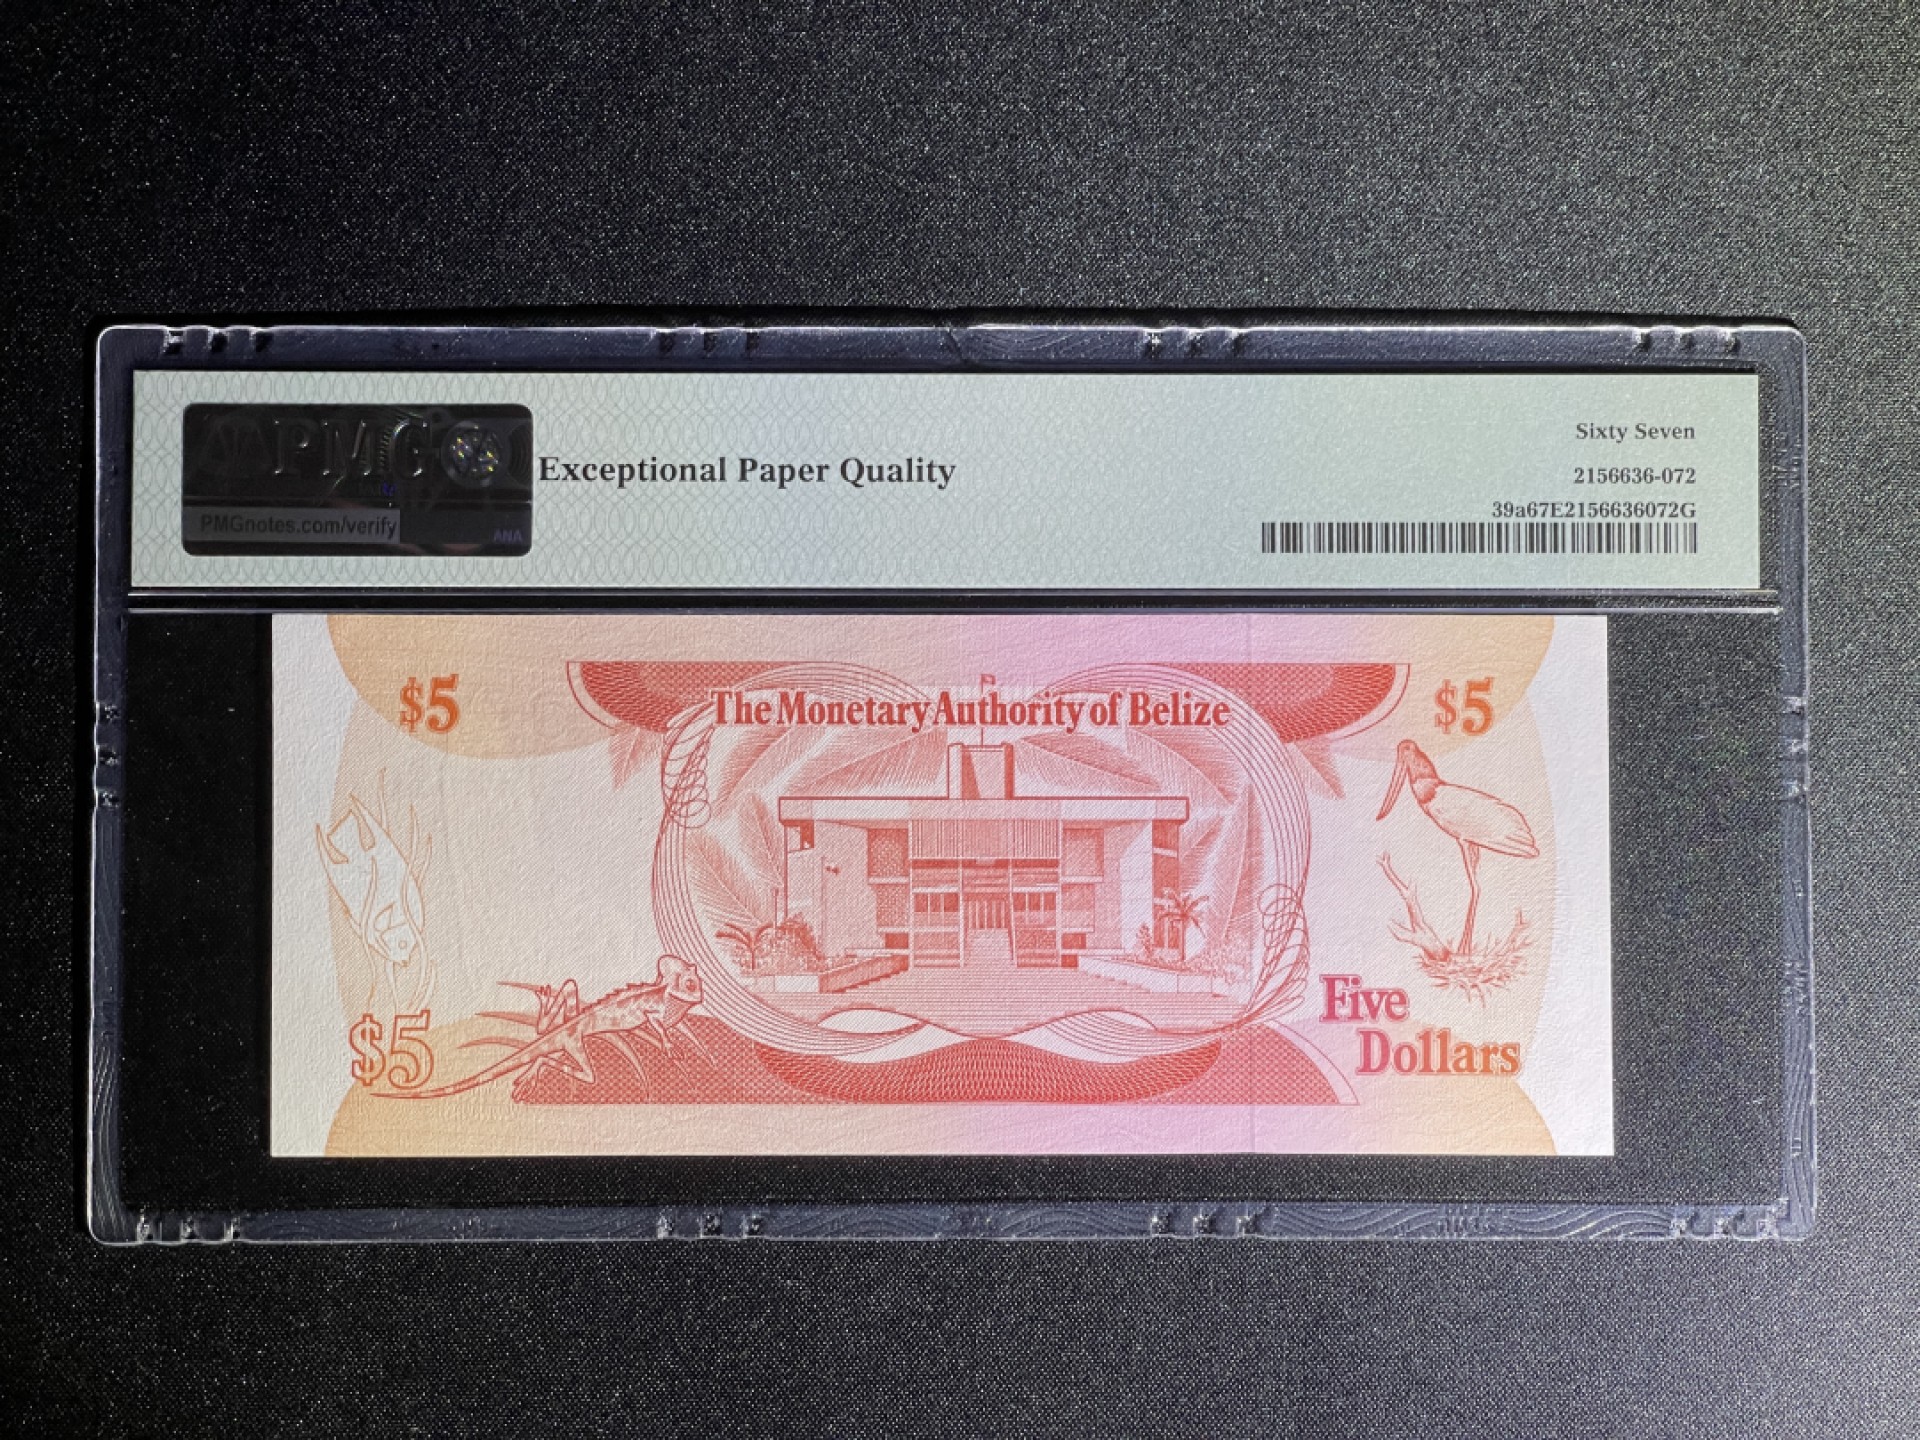 PMG
PMGnotes.com/verify
ANA
Exceptional Paper Quality
Sixty Seven
2156636-072
39a67E2156636072G
$5
The Monetary Authority of Belize
$5
$5
Five
Dollars